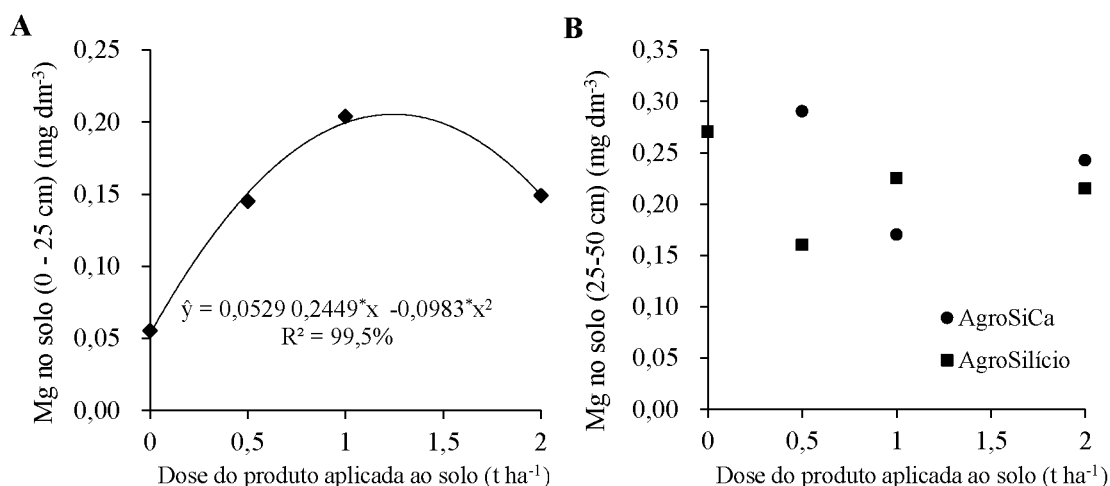 A
Mg no solo (0 - 25 cm) (mg dm-3)
0,25
0,20
0,15
0,10
0,05
0,00
ŷ = 0,0529 0,2449*x -0,0983*x²
R² = 99,5%
0 0,5 1 1,5 2
Dose do produto aplicada ao solo (t ha-1)
B
Mg no solo (25-50 cm) (mg dm-3)
0,35
0,30
0,25
0,20
0,15
0,10
0,05
0,00
AgroSiCa
AgroSilício
0 0,5 1 1,5 2
Dose do produto aplicada ao solo (t ha-1)